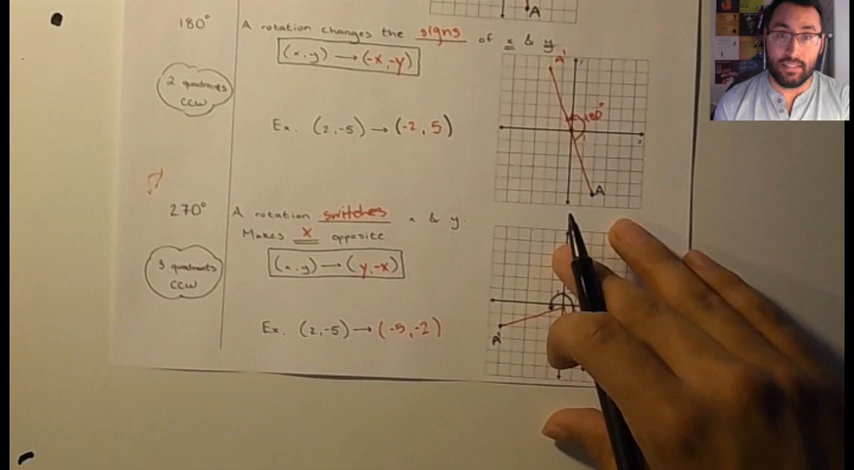 A
180° A rotation changes the signs of x & y
(x,y) → (-x,-y)
2 quadrants
CCW
Ex. (2,-5) → (-2, 5)
A'
180°
A
270° A rotation switches x & y.
Makes x opposite
(x,y) → (y,-x)
3 quadrants
CCW
Ex. (2,-5) → (-5,-2)
A'